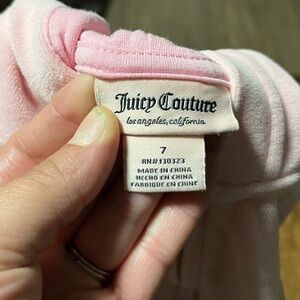 Juicy Couture
los angeles, california
7
RN#130323
MADE IN CHINA
HECHO EN CHINA
FABRIQUE EN CHINE